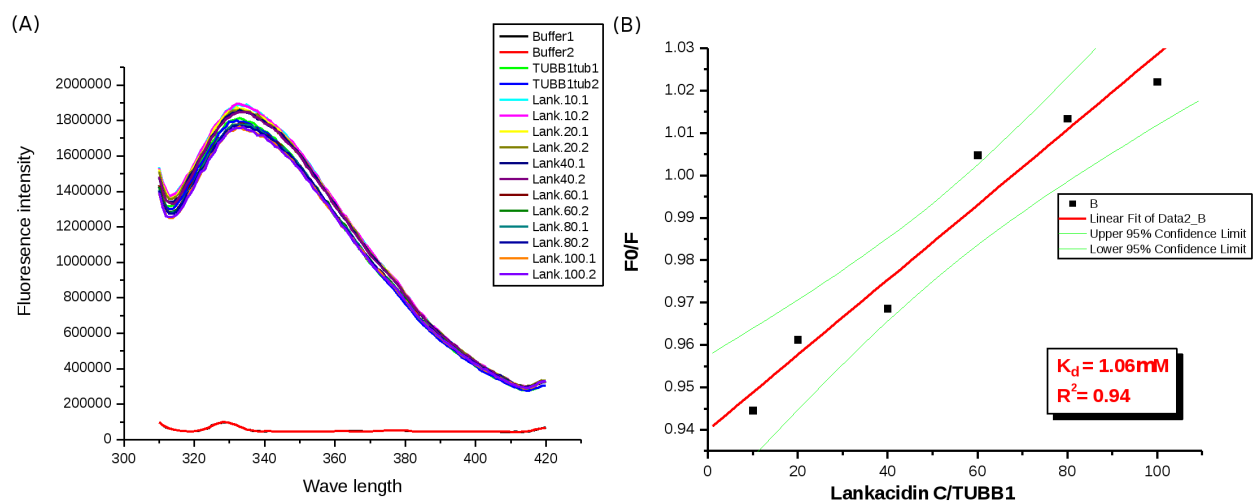 (A)
Fluoresence intensity
2000000
1800000
1600000
1400000
1200000
1000000
800000
600000
400000
200000
0
300
320
340
360
380
400
420
Wave length
Buffer1
Buffer2
TUBB1tub1
TUBB1tub2
Lank.10.1
Lank.10.2
Lank.20.1
Lank.20.2
Lank40.1
Lank40.2
Lank.60.1
Lank.60.2
Lank.80.1
Lank.80.2
Lank.100.1
Lank.100.2
(B)
F0/F
1.03
1.02
1.01
1.00
0.99
0.98
0.97
0.96
0.95
0.94
0
20
40
60
80
100
Lankacidin C/TUBB1
B
Linear Fit of Data2_B
Upper 95% Confidence Limit
Lower 95% Confidence Limit
Kd = 1.06mM
R²= 0.94